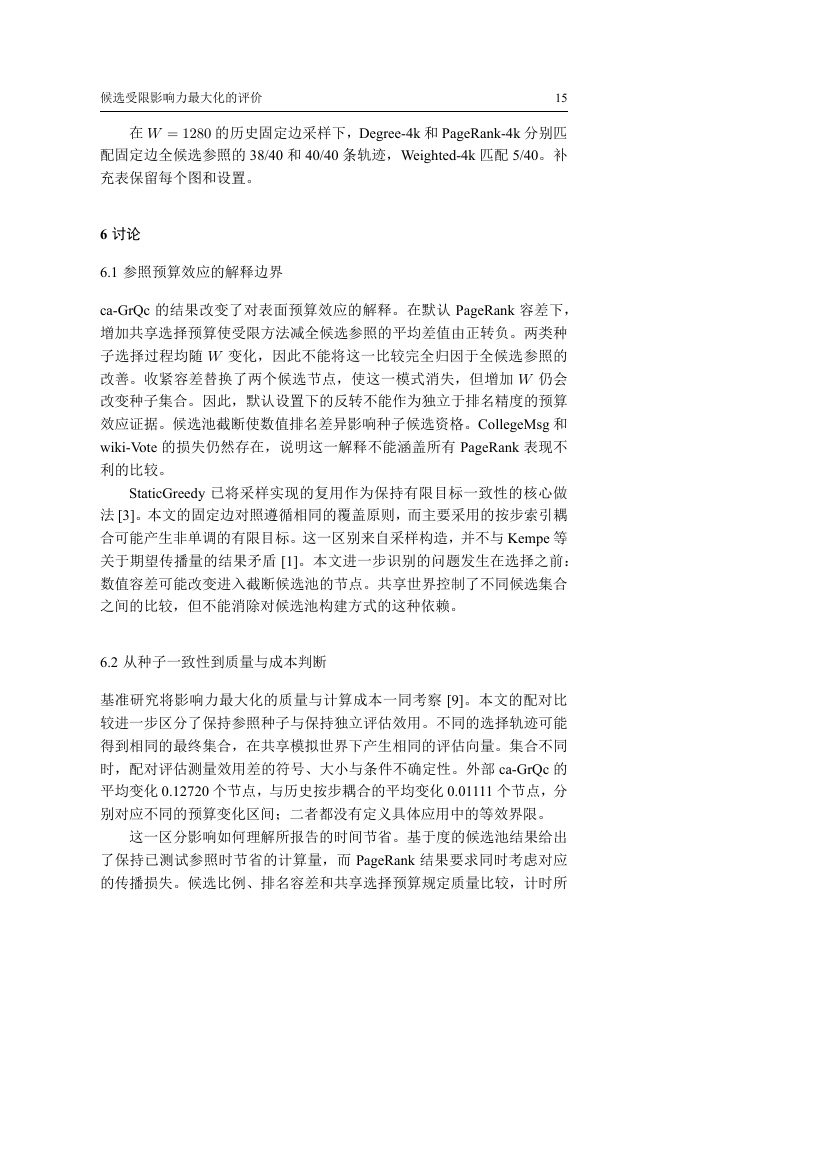 候选受限影响力最大化的评价 15
在 W = 1280 的历史固定边采样下，Degree-4k 和 PageRank-4k 分别匹
配固定边全候选参照的 38/40 和 40/40 条轨迹，Weighted-4k 匹配 5/40。补
充表保留每个图和设置。
6 讨论
6.1 参照预算效应的解释边界
ca-GrQc 的结果改变了对表面预算效应的解释。在默认 PageRank 容差下，
增加共享选择预算使受限方法减全候选参照的平均差值由正转负。两类种
子选择过程均随 W 变化，因此不能将这一比较完全归因于全候选参照的
改善。收紧容差替换了两个候选节点，使这一模式消失，但增加 W 仍会
改变种子集合。因此，默认设置下的反转不能作为独立于排名精度的预算
效应证据。候选池截断使数值排名差异影响种子候选资格。CollegeMsg 和
wiki-Vote 的损失仍然存在，说明这一解释不能涵盖所有 PageRank 表现不
利的比较。
StaticGreedy 已将采样实现的复用作为保持有限目标一致性的核心做
法 [3]。本文的固定边对照遵循相同的覆盖原则，而主要采用的按步索引耦
合可能产生非单调的有限目标。这一区别来自采样构造，并不与 Kempe 等
关于期望传播量的结果矛盾 [1]。本文进一步识别的问题发生在选择之前：
数值容差可能改变进入截断候选池的节点。共享世界控制了不同候选集合
之间的比较，但不能消除对候选池构建方式的这种依赖。
6.2 从种子一致性到质量与成本判断
基准研究将影响力最大化的质量与计算成本一同考察 [9]。本文的配对比
较进一步区分了保持参照种子与保持独立评估效用。不同的选择轨迹可能
得到相同的最终集合，在共享模拟世界下产生相同的评估向量。集合不同
时，配对评估测量效用差的符号、大小与条件不确定性。外部 ca-GrQc 的
平均变化 0.12720 个节点，与历史按步耦合的平均变化 0.01111 个节点，分
别对应不同的预算变化区间；二者都没有定义具体应用中的等效界限。
这一区分影响如何理解所报告的时间节省。基于度的候选池结果给出
了保持已测试参照时节省的计算量，而 PageRank 结果要求同时考虑对应
的传播损失。候选比例、排名容差和共享选择预算规定质量比较，计时所